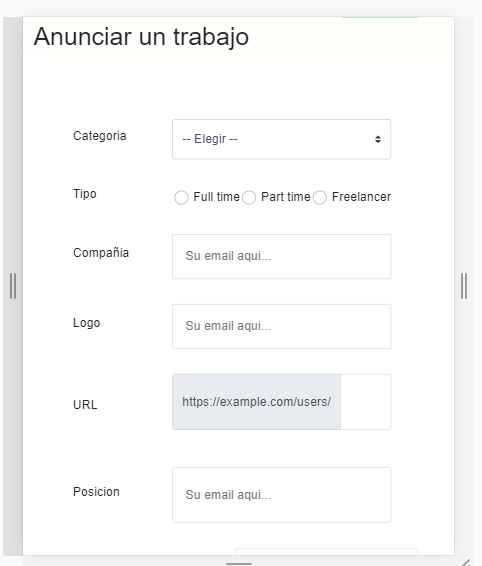 Anunciar un trabajo
Categoria
-- Elegir --
Tipo
Full time Part time Freelancer
Compañia
Su email aqui...
Logo
Su email aqui...
URL
https://example.com/users/
Posicion
Su email aqui...